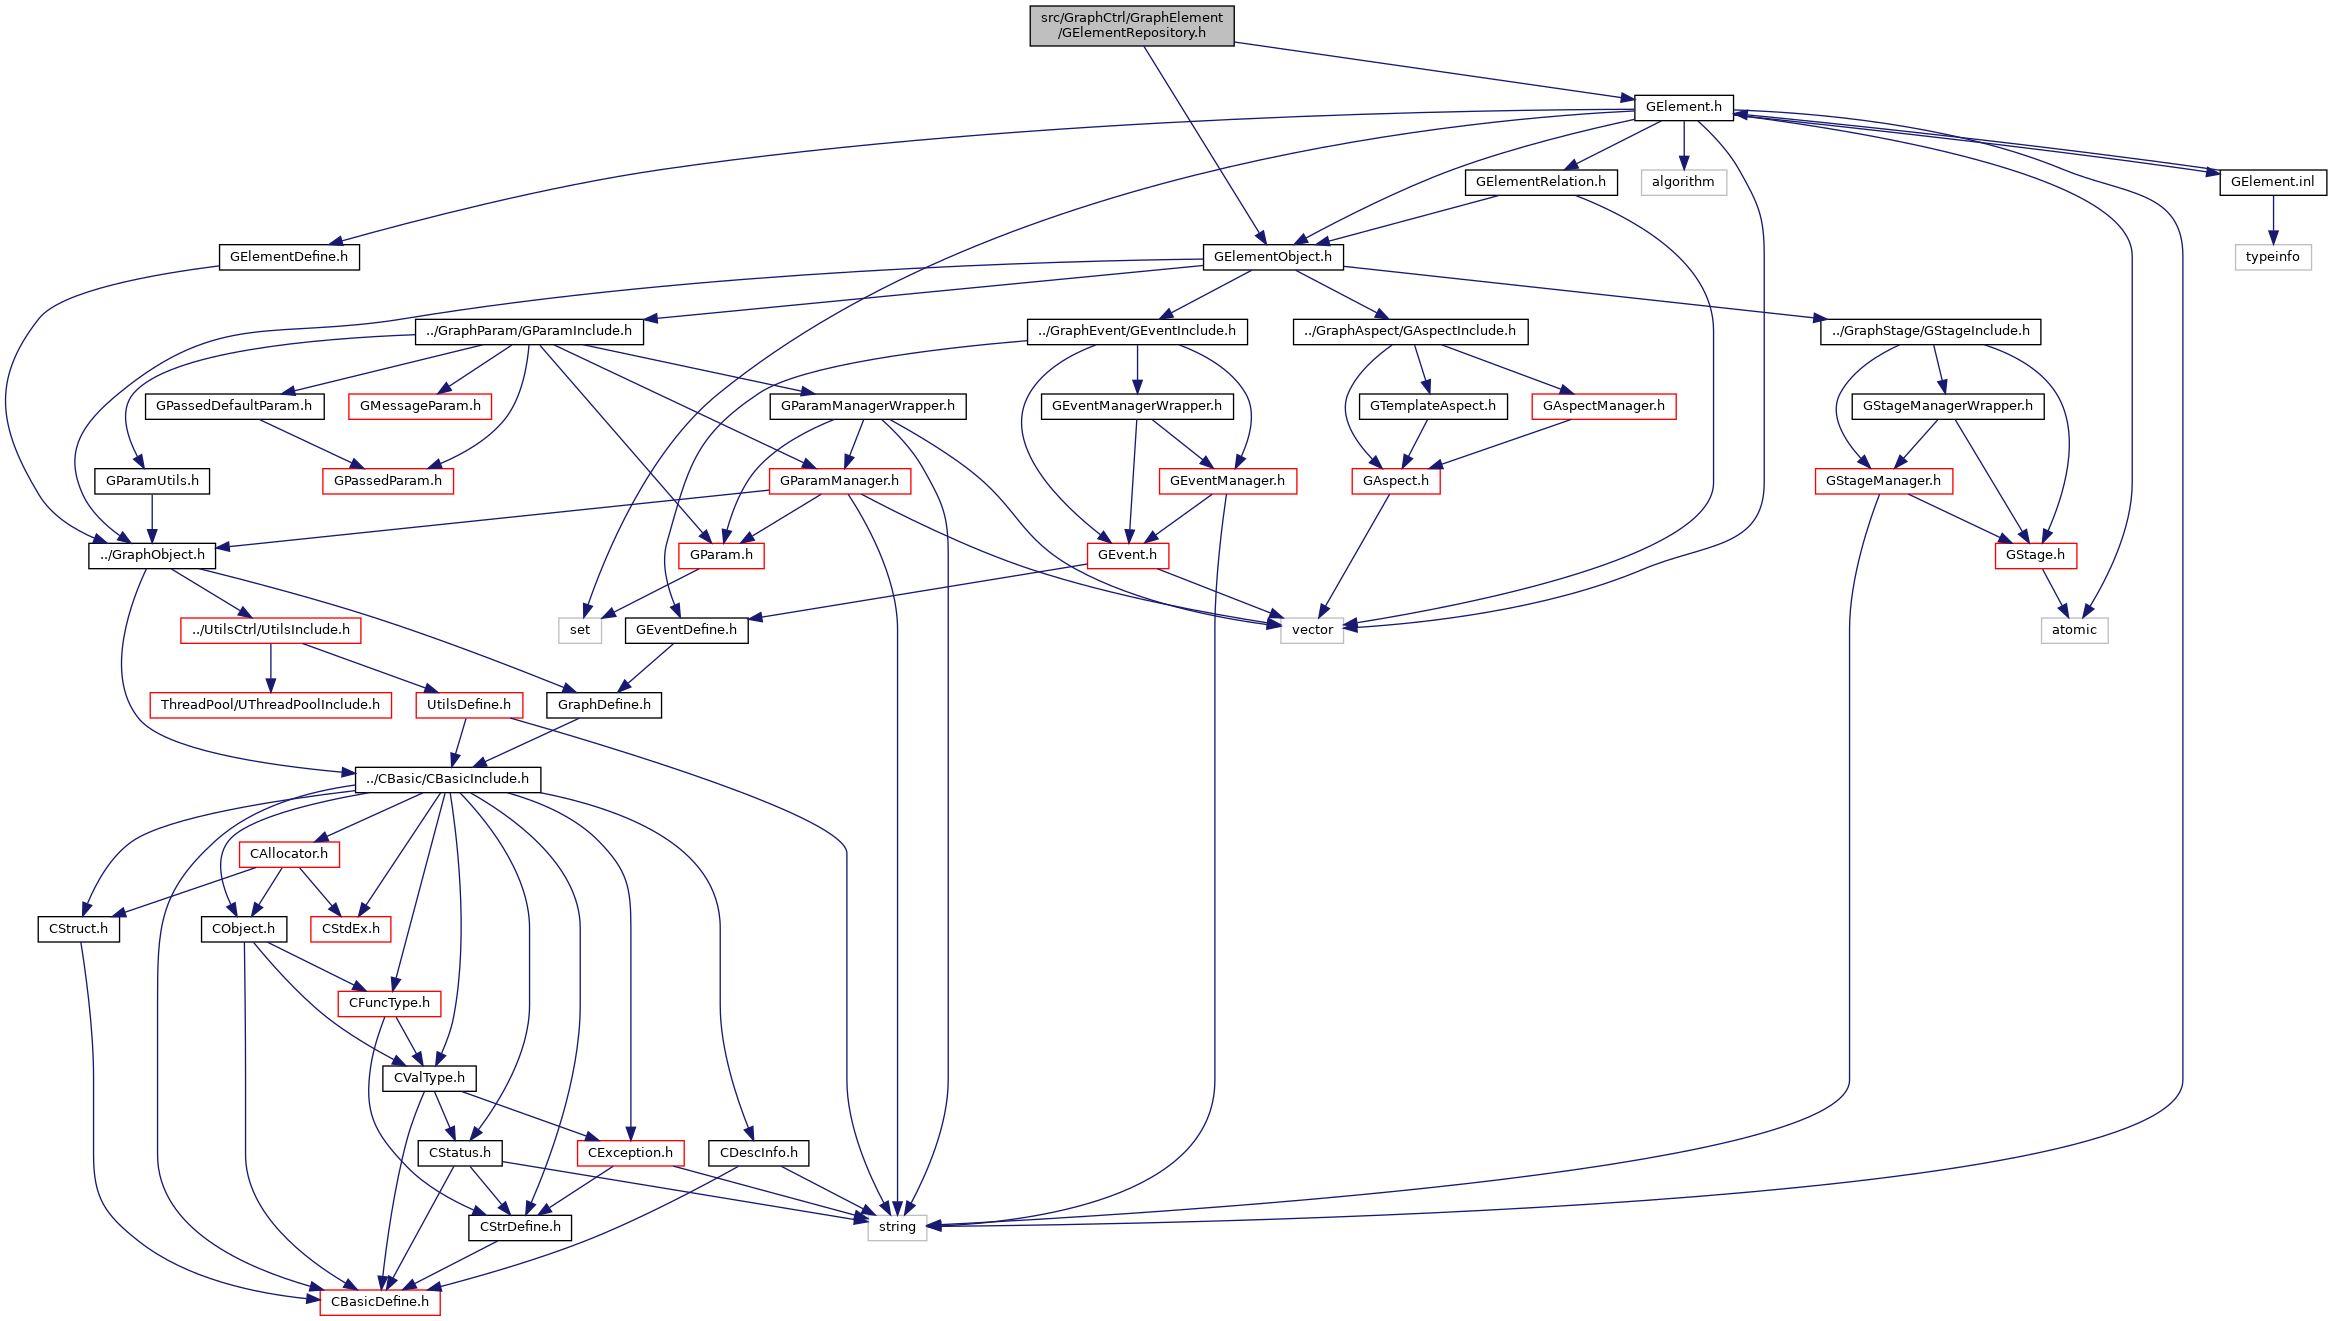 src/GraphCtrl/GraphElement
/GElementRepository.h
GElement.h
GElementRelation.h
algorithm
GElement.inl
GElementDefine.h
GElementObject.h
typeinfo
../GraphParam/GParamInclude.h
../GraphEvent/GEventInclude.h
../GraphAspect/GAspectInclude.h
../GraphStage/GStageInclude.h
GPassedDefaultParam.h
GMessageParam.h
GParamManagerWrapper.h
GEventManagerWrapper.h
GTemplateAspect.h
GAspectManager.h
GStageManagerWrapper.h
GParamUtils.h
GPassedParam.h
GParamManager.h
GEventManager.h
GAspect.h
GStageManager.h
../GraphObject.h
GParam.h
GEvent.h
GStage.h
../UtilsCtrl/UtilsInclude.h
set
GEventDefine.h
vector
atomic
ThreadPool/UThreadPoolInclude.h
UtilsDefine.h
GraphDefine.h
../CBasic/CBasicInclude.h
CAllocator.h
CStruct.h
CObject.h
CStdEx.h
CFuncType.h
CValType.h
CStatus.h
CException.h
CDescInfo.h
CStrDefine.h
string
CBasicDefine.h